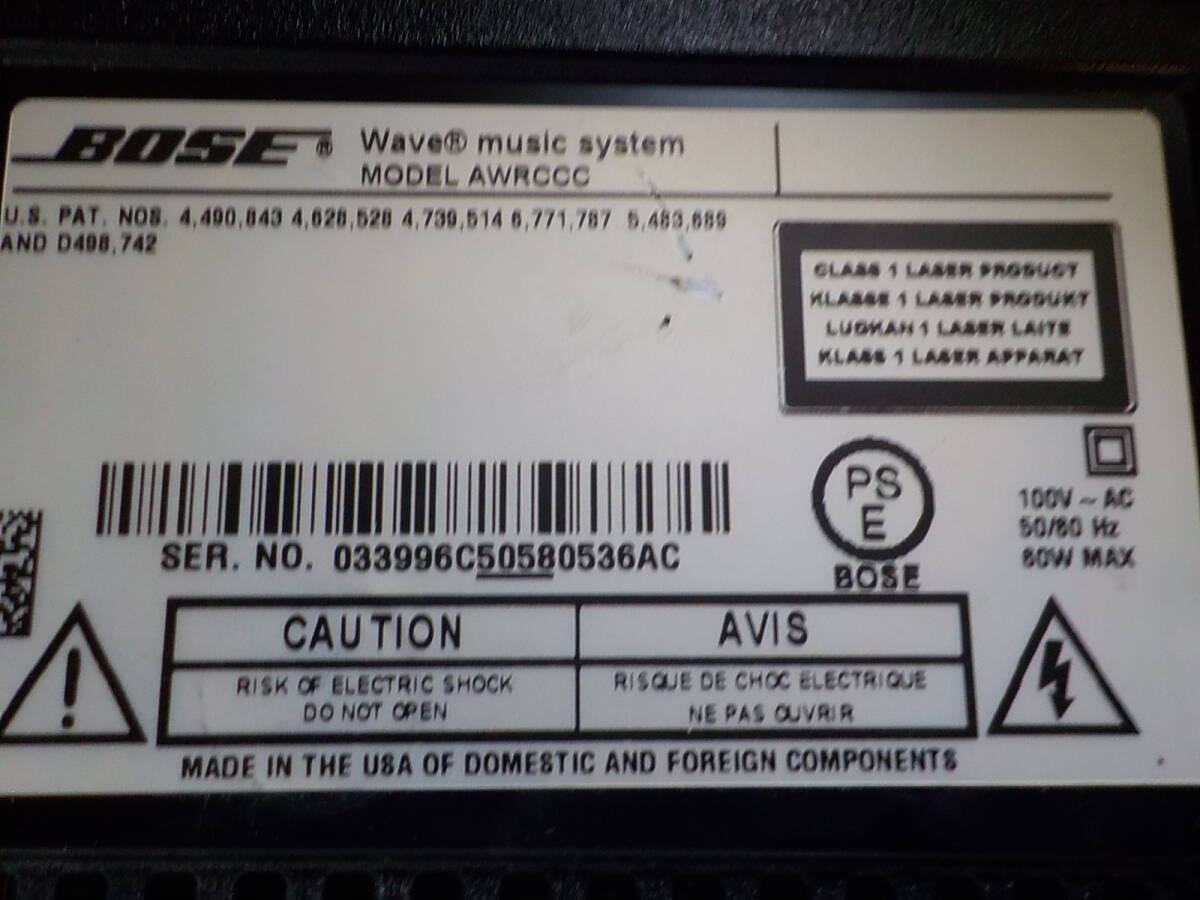 BOSE® Wave® music system
MODEL AWRCCC
U.S. PAT. NOS. 4,490,843 4,628,528 4,739,514 6,771,787 5,483,689
AND D498,742
CLASS 1 LASER PRODUCT
KLASSE 1 LASER PRODUKT
LUOKAN 1 LASER LAITE
KLASS 1 LASER APPARAT
PS
E
BOSE
100V ~ AC
50/60 Hz
60W MAX
SER. NO. 033996C50580536AC
CAUTION
RISK OF ELECTRIC SHOCK
DO NOT OPEN
AVIS
RISQUE DE CHOC ELECTRIQUE
NE PAS OUVRIR
MADE IN THE USA OF DOMESTIC AND FOREIGN COMPONENTS